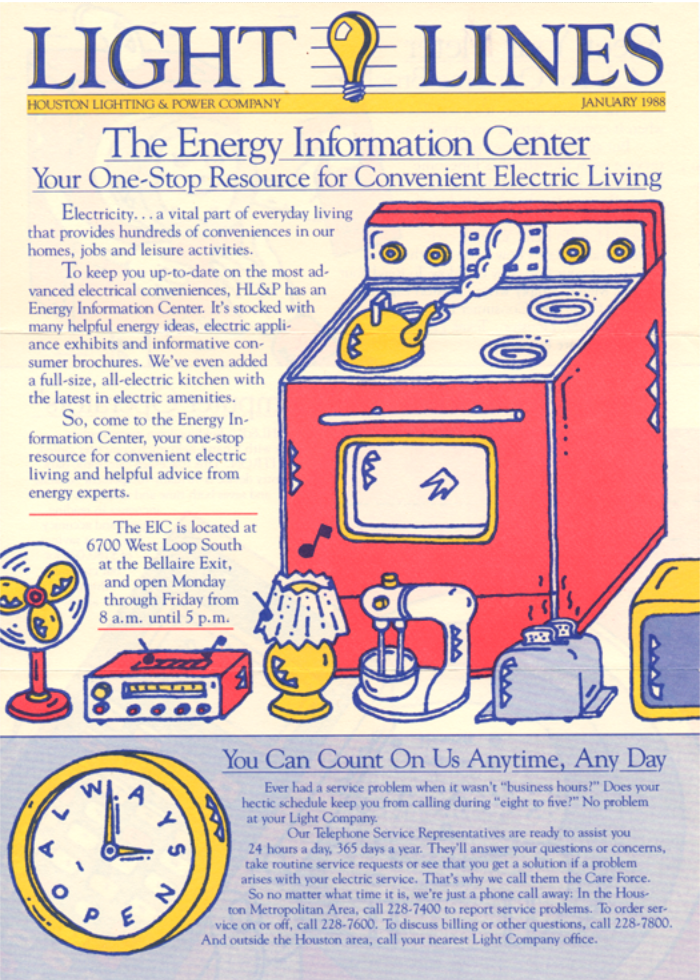 LIGHT LINES
HOUSTON LIGHTING & POWER COMPANY JANUARY 1988
The Energy Information Center
Your One-Stop Resource for Convenient Electric Living
Electricity. . . a vital part of everyday living
that provides hundreds of conveniences in our
homes, jobs and leisure activities.
To keep you up-to-date on the most ad-
vanced electrical conveniences, HL&P has an
Energy Information Center. It's stocked with
many helpful energy ideas, electric appli-
ance exhibits and informative con-
sumer brochures. We've even added
a full-size, all-electric kitchen with
the latest in electric amenities.
So, come to the Energy In-
formation Center, your one-stop
resource for convenient electric
living and helpful advice from
energy experts.
The EIC is located at
6700 West Loop South
at the Bellaire Exit,
and open Monday
through Friday from
8 a.m. until 5 p.m.
You Can Count On Us Anytime, Any Day
Ever had a service problem when it wasn't "business hours?" Does your
hectic schedule keep you from calling during "eight to five?" No problem
at your Light Company.
Our Telephone Service Representatives are ready to assist you
24 hours a day, 365 days a year. They'll answer your questions or concerns,
take routine service requests or see that you get a solution if a problem
arises with your electric service. That's why we call them the Care Force.
So no matter what time it is, we're just a phone call away: In the Hous-
ton Metropolitan Area, call 228-7400 to report service problems. To order ser-
vice on or off, call 228-7600. To discuss billing or other questions, call 228-7800.
And outside the Houston area, call your nearest Light Company office.
ALWAYS
OPEN